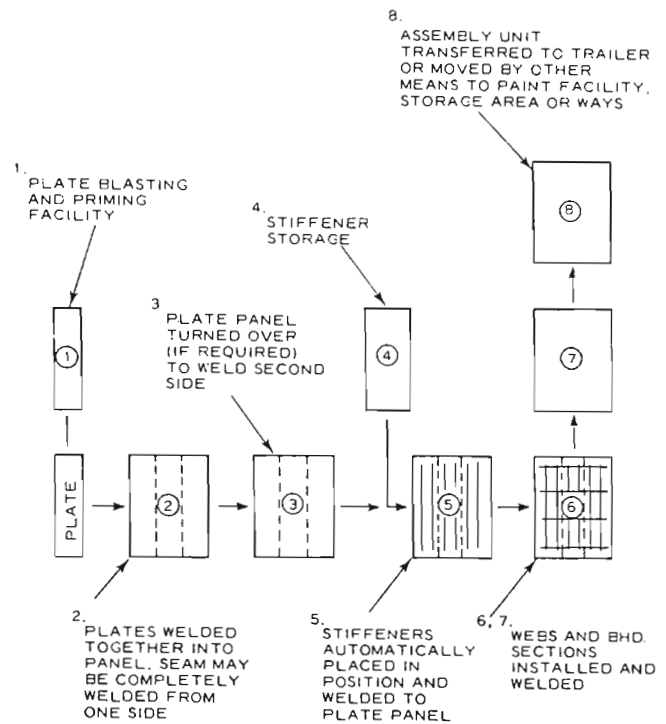 8.
ASSEMBLY UNIT
TRANSFERRED TO TRAILER
OR MOVED BY OTHER
MEANS TO PAINT FACILITY,
STORAGE AREA OR WAYS
1.
PLATE BLASTING
AND PRIMING
FACILITY
4.
STIFFENER
STORAGE
3
PLATE PANEL
TURNED OVER
(IF REQUIRED)
TO WELD SECOND
SIDE
8
1
4
7
PLATE
2
3
5
6
2.
PLATES WELDED
TOGETHER INTO
PANEL. SEAM MAY
BE COMPLETELY
WELDED FROM
ONE SIDE
5.
STIFFENERS
AUTOMATICALLY
PLACED IN
POSITION AND
WELDED TO
PLATE PANEL
6, 7.
WEBS AND BHD.
SECTIONS
INSTALLED AND
WELDED